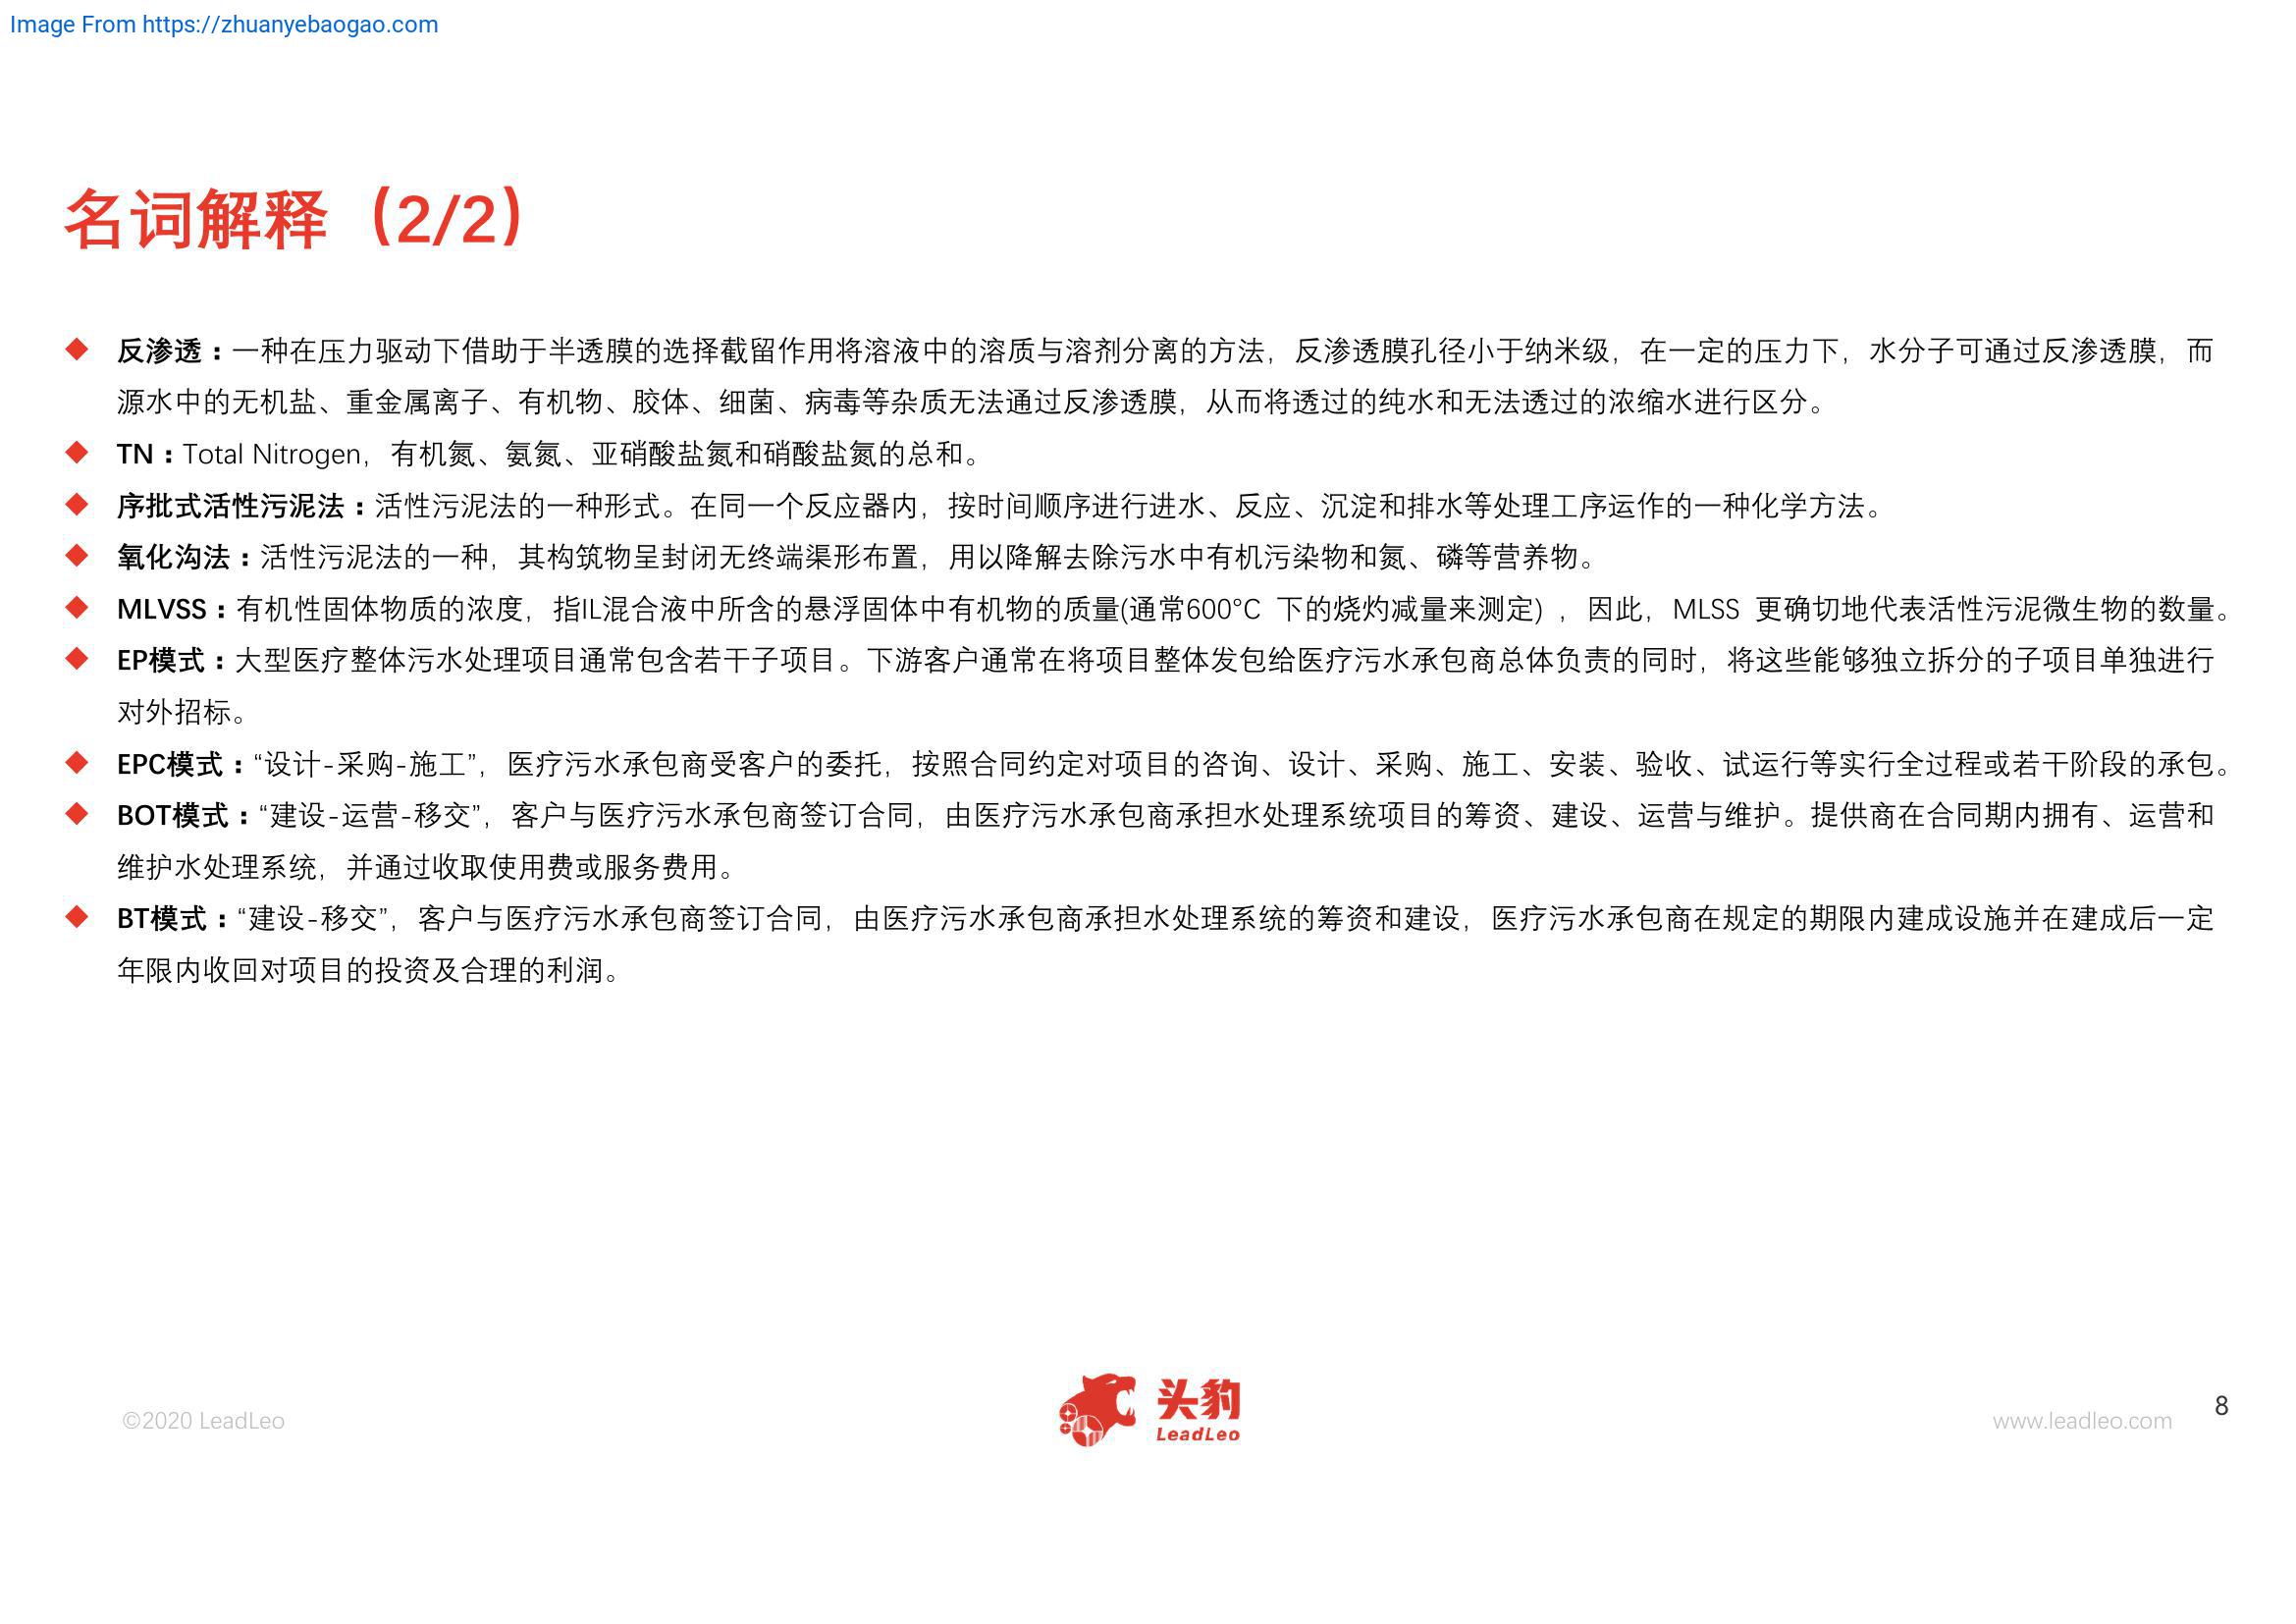 Image From https://zhuanyebaogao.com
名词解释（2/2）
◆ 反渗透：一种在压力驱动下借助于半透膜的选择截留作用将溶液中的溶质与溶剂分离的方法，反渗透膜孔径小于纳米级，在一定的压力下，水分子可通过反渗透膜，而
源水中的无机盐、重金属离子、有机物、胶体、细菌、病毒等杂质无法通过反渗透膜，从而将透过的纯水和无法透过的浓缩水进行区分。
◆ TN：Total Nitrogen，有机氮、氨氮、亚硝酸盐氮和硝酸盐氮的总和。
◆ 序批式活性污泥法：活性污泥法的一种形式。在同一个反应器内，按时间顺序进行进水、反应、沉淀和排水等处理工序运作的一种化学方法。
◆ 氧化沟法：活性污泥法的一种，其构筑物呈封闭无终端渠形布置，用以降解去除污水中有机污染物和氮、磷等营养物。
◆ MLVSS：有机性固体物质的浓度，指IL混合液中所含的悬浮固体中有机物的质量(通常600°C 下的烧灼减量来测定)，因此，MLSS 更确切地代表活性污泥微生物的数量。
◆ EP模式：大型医疗整体污水处理项目通常包含若干子项目。下游客户通常在将项目整体发包给医疗污水承包商总体负责的同时，将这些能够独立拆分的子项目单独进行
对外招标。
◆ EPC模式：“设计-采购-施工”，医疗污水承包商受客户的委托，按照合同约定对项目的咨询、设计、采购、施工、安装、验收、试运行等实行全过程或若干阶段的承包。
◆ BOT模式：“建设-运营-移交”，客户与医疗污水承包商签订合同，由医疗污水承包商承担水处理系统项目的筹资、建设、运营与维护。提供商在合同期内拥有、运营和
维护水处理系统，并通过收取使用费或服务费用。
◆ BT模式：“建设-移交”，客户与医疗污水承包商签订合同，由医疗污水承包商承担水处理系统的筹资和建设，医疗污水承包商在规定的期限内建成设施并在建成后一定
年限内收回对项目的投资及合理的利润。
©2020 LeadLeo
头豹
LeadLeo
www.leadleo.com
8